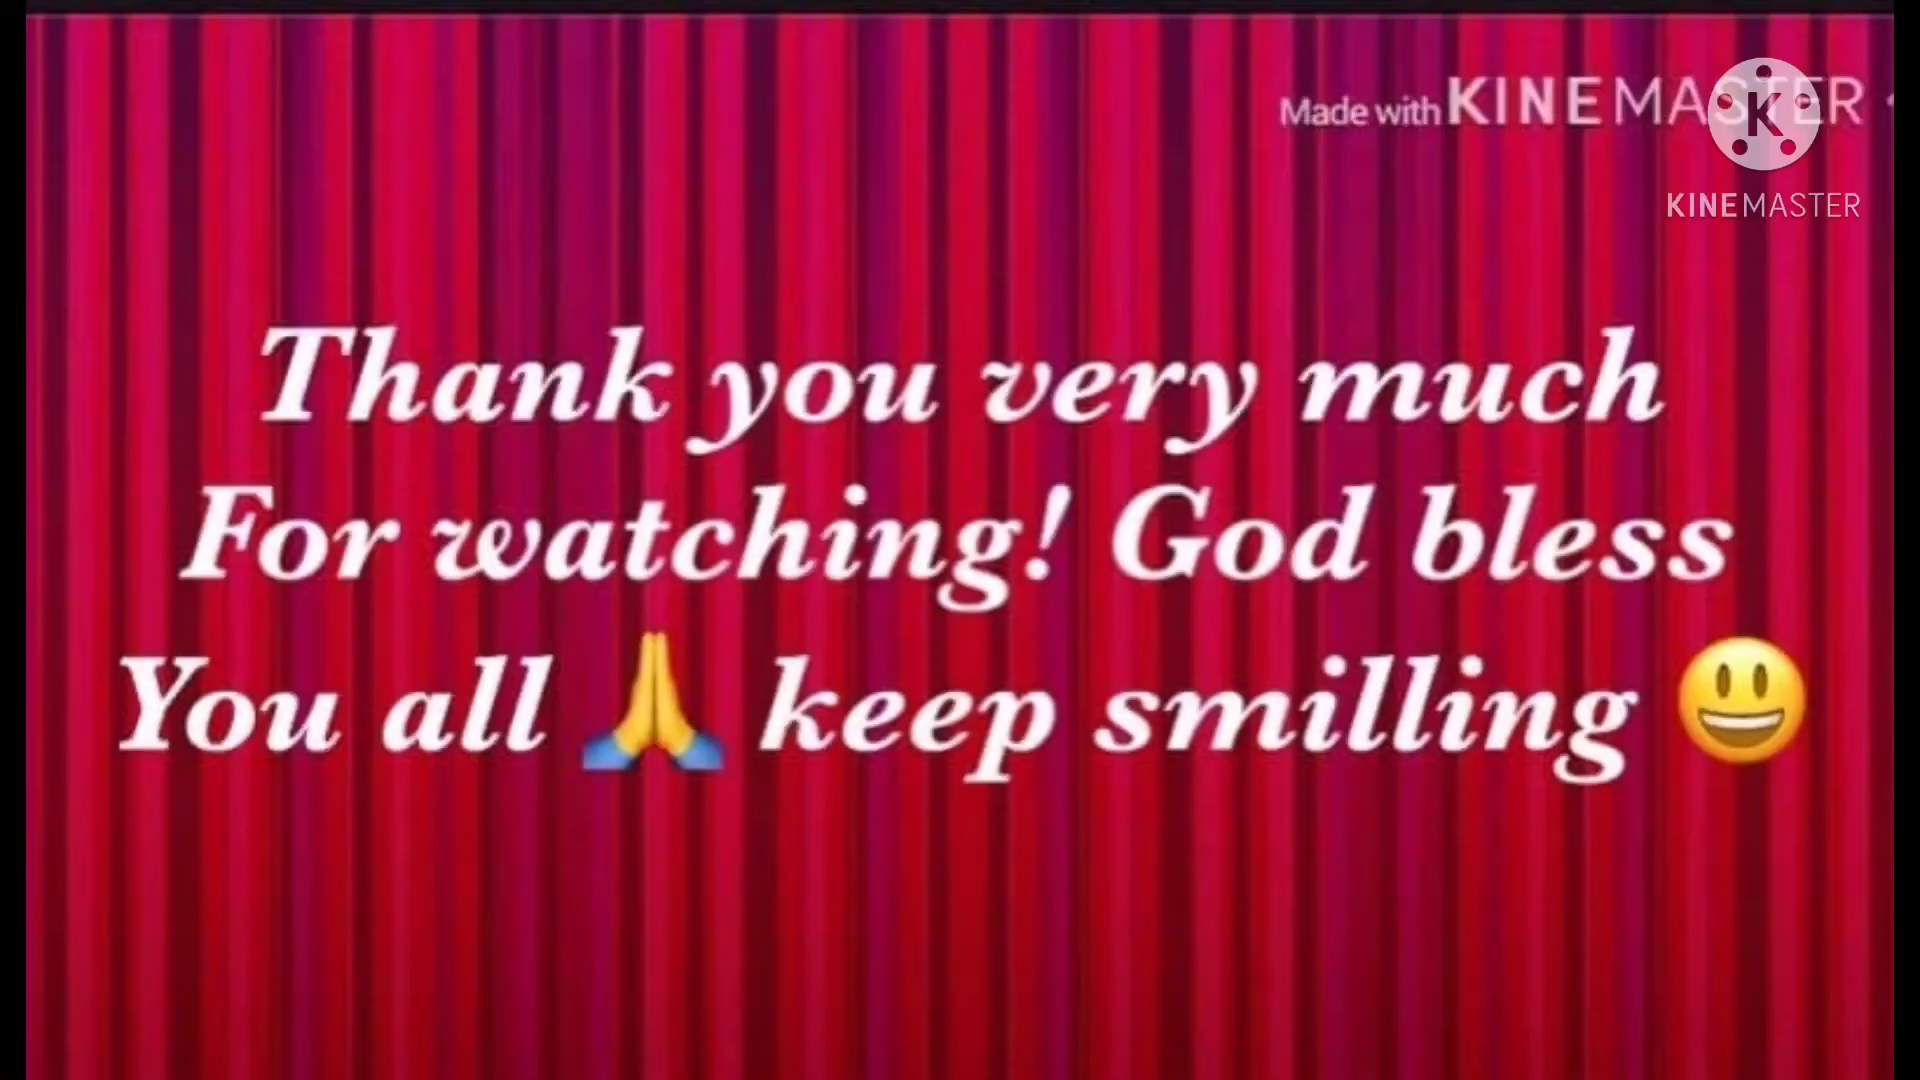 Made with KINEMASTER
K
KINEMASTER
Thank you very much
For watching! God bless
You all 🙏 keep smilling 😃